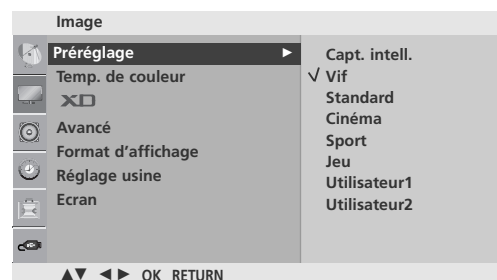 Image
Préréglage ►
Temp. de couleur
XD
Avancé
Format d’affichage
Réglage usine
Ecran
Capt. intell.
√ Vif
Standard
Cinéma
Sport
Jeu
Utilisateur1
Utilisateur2
▲▼ ◄ ► OK RETURN